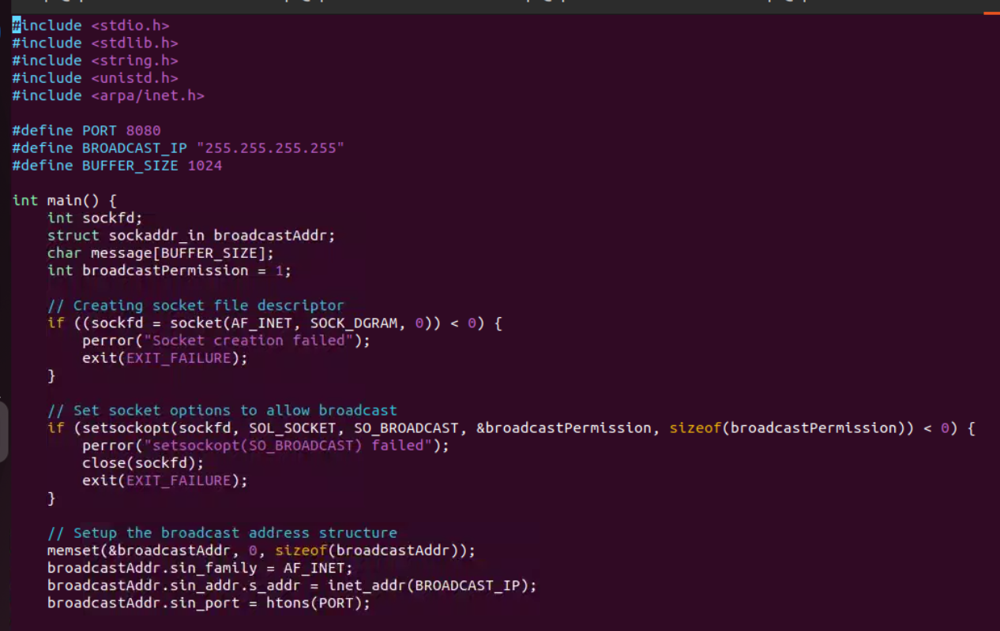 #include <stdio.h>
#include <stdlib.h>
#include <string.h>
#include <unistd.h>
#include <arpa/inet.h>

#define PORT 8080
#define BROADCAST_IP "255.255.255.255"
#define BUFFER_SIZE 1024

int main() {
    int sockfd;
    struct sockaddr_in broadcastAddr;
    char message[BUFFER_SIZE];
    int broadcastPermission = 1;

    // Creating socket file descriptor
    if ((sockfd = socket(AF_INET, SOCK_DGRAM, 0)) < 0) {
        perror("Socket creation failed");
        exit(EXIT_FAILURE);
    }

    // Set socket options to allow broadcast
    if (setsockopt(sockfd, SOL_SOCKET, SO_BROADCAST, &broadcastPermission, sizeof(broadcastPermission)) < 0) {
        perror("setsockopt(SO_BROADCAST) failed");
        close(sockfd);
        exit(EXIT_FAILURE);
    }

    // Setup the broadcast address structure
    memset(&broadcastAddr, 0, sizeof(broadcastAddr));
    broadcastAddr.sin_family = AF_INET;
    broadcastAddr.sin_addr.s_addr = inet_addr(BROADCAST_IP);
    broadcastAddr.sin_port = htons(PORT);